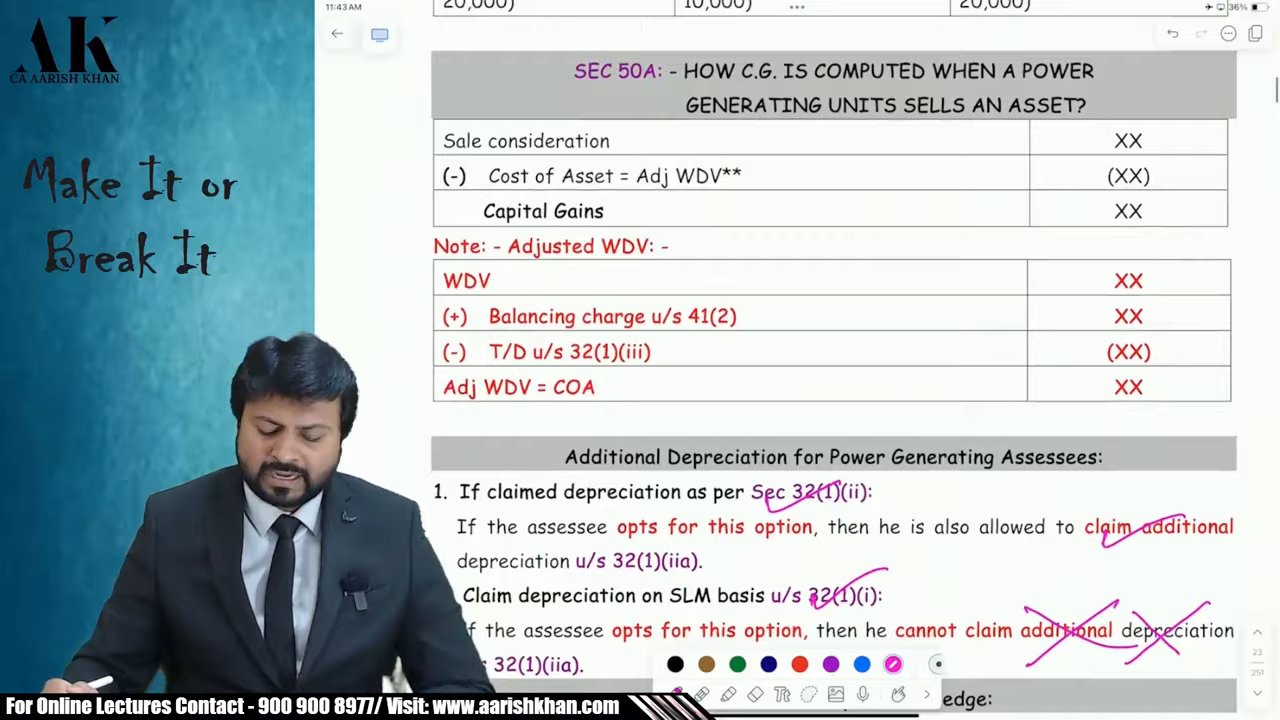 11:43 AM
36%
20,000)
10,000)
20,000)
AK
CA AARISH KHAN
Make It or
Break It
SEC 50A: - HOW C.G. IS COMPUTED WHEN A POWER
GENERATING UNITS SELLS AN ASSET?
Sale consideration XX
(-) Cost of Asset = Adj WDV** (XX)
Capital Gains XX
Note: - Adjusted WDV: -
WDV XX
(+) Balancing charge u/s 41(2) XX
(-) T/D u/s 32(1)(iii) (XX)
Adj WDV = COA XX
Additional Depreciation for Power Generating Assessees:
1. If claimed depreciation as per Sec 32(1)(ii):
If the assessee opts for this option, then he is also allowed to claim additional
depreciation u/s 32(1)(iia).
Claim depreciation on SLM basis u/s 32(1)(i):
If the assessee opts for this option, then he cannot claim additional depreciation
32(1)(iia).
23
251
For Online Lectures Contact - 900 900 8977/ Visit: www.aarishkhan.com